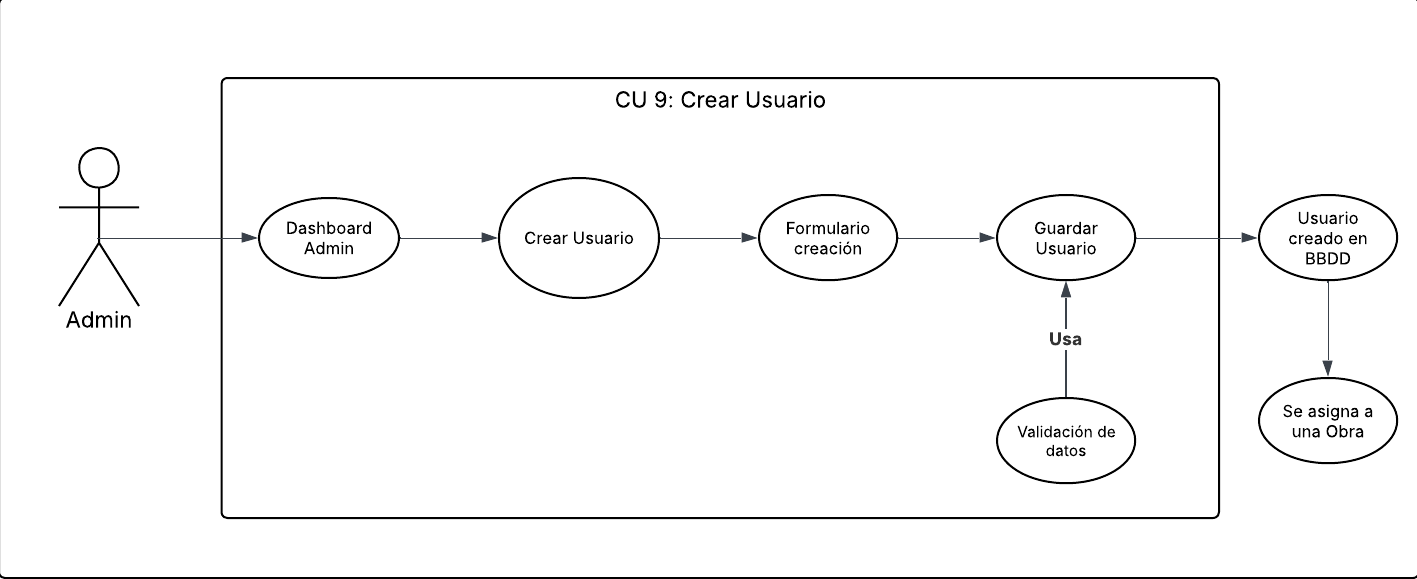 CU 9: Crear Usuario
Admin
Dashboard
Admin
Crear Usuario
Formulario
creación
Guardar
Usuario
Usuario
creado en
BBDD
Usa
Validación de
datos
Se asigna a
una Obra